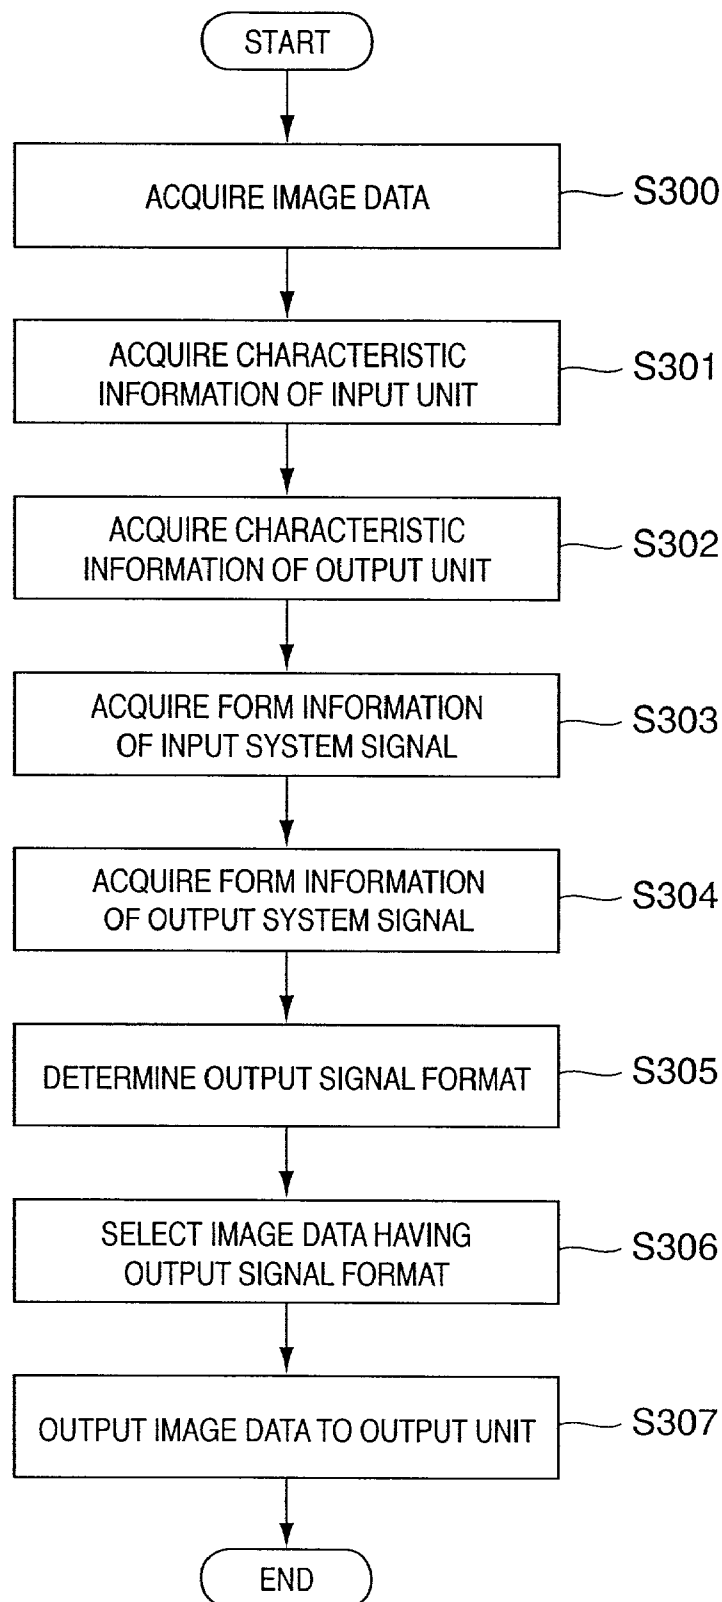 START
ACQUIRE IMAGE DATA
S300
ACQUIRE CHARACTERISTIC
INFORMATION OF INPUT UNIT
S301
ACQUIRE CHARACTERISTIC
INFORMATION OF OUTPUT UNIT
S302
ACQUIRE FORM INFORMATION
OF INPUT SYSTEM SIGNAL
S303
ACQUIRE FORM INFORMATION
OF OUTPUT SYSTEM SIGNAL
S304
DETERMINE OUTPUT SIGNAL FORMAT
S305
SELECT IMAGE DATA HAVING
OUTPUT SIGNAL FORMAT
S306
OUTPUT IMAGE DATA TO OUTPUT UNIT
S307
END